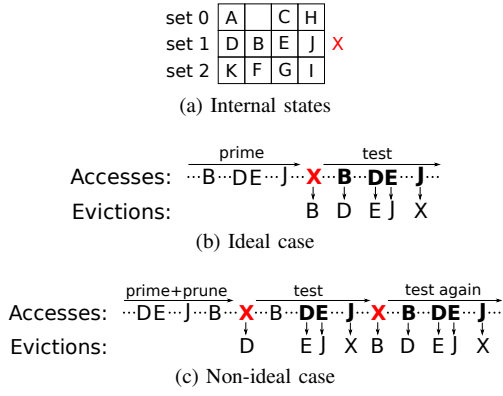 set 0 A C H
set 1 D B E J X
set 2 K F G I
(a) Internal states
prime test
Accesses: ···B···DE···J···X···B···DE···J···
Evictions: B D E J X
(b) Ideal case
prime+prune test test again
Accesses: ···DE···J···B···X···B···DE···J···X···B···DE···J···
Evictions: D E J X B D E J X
(c) Non-ideal case